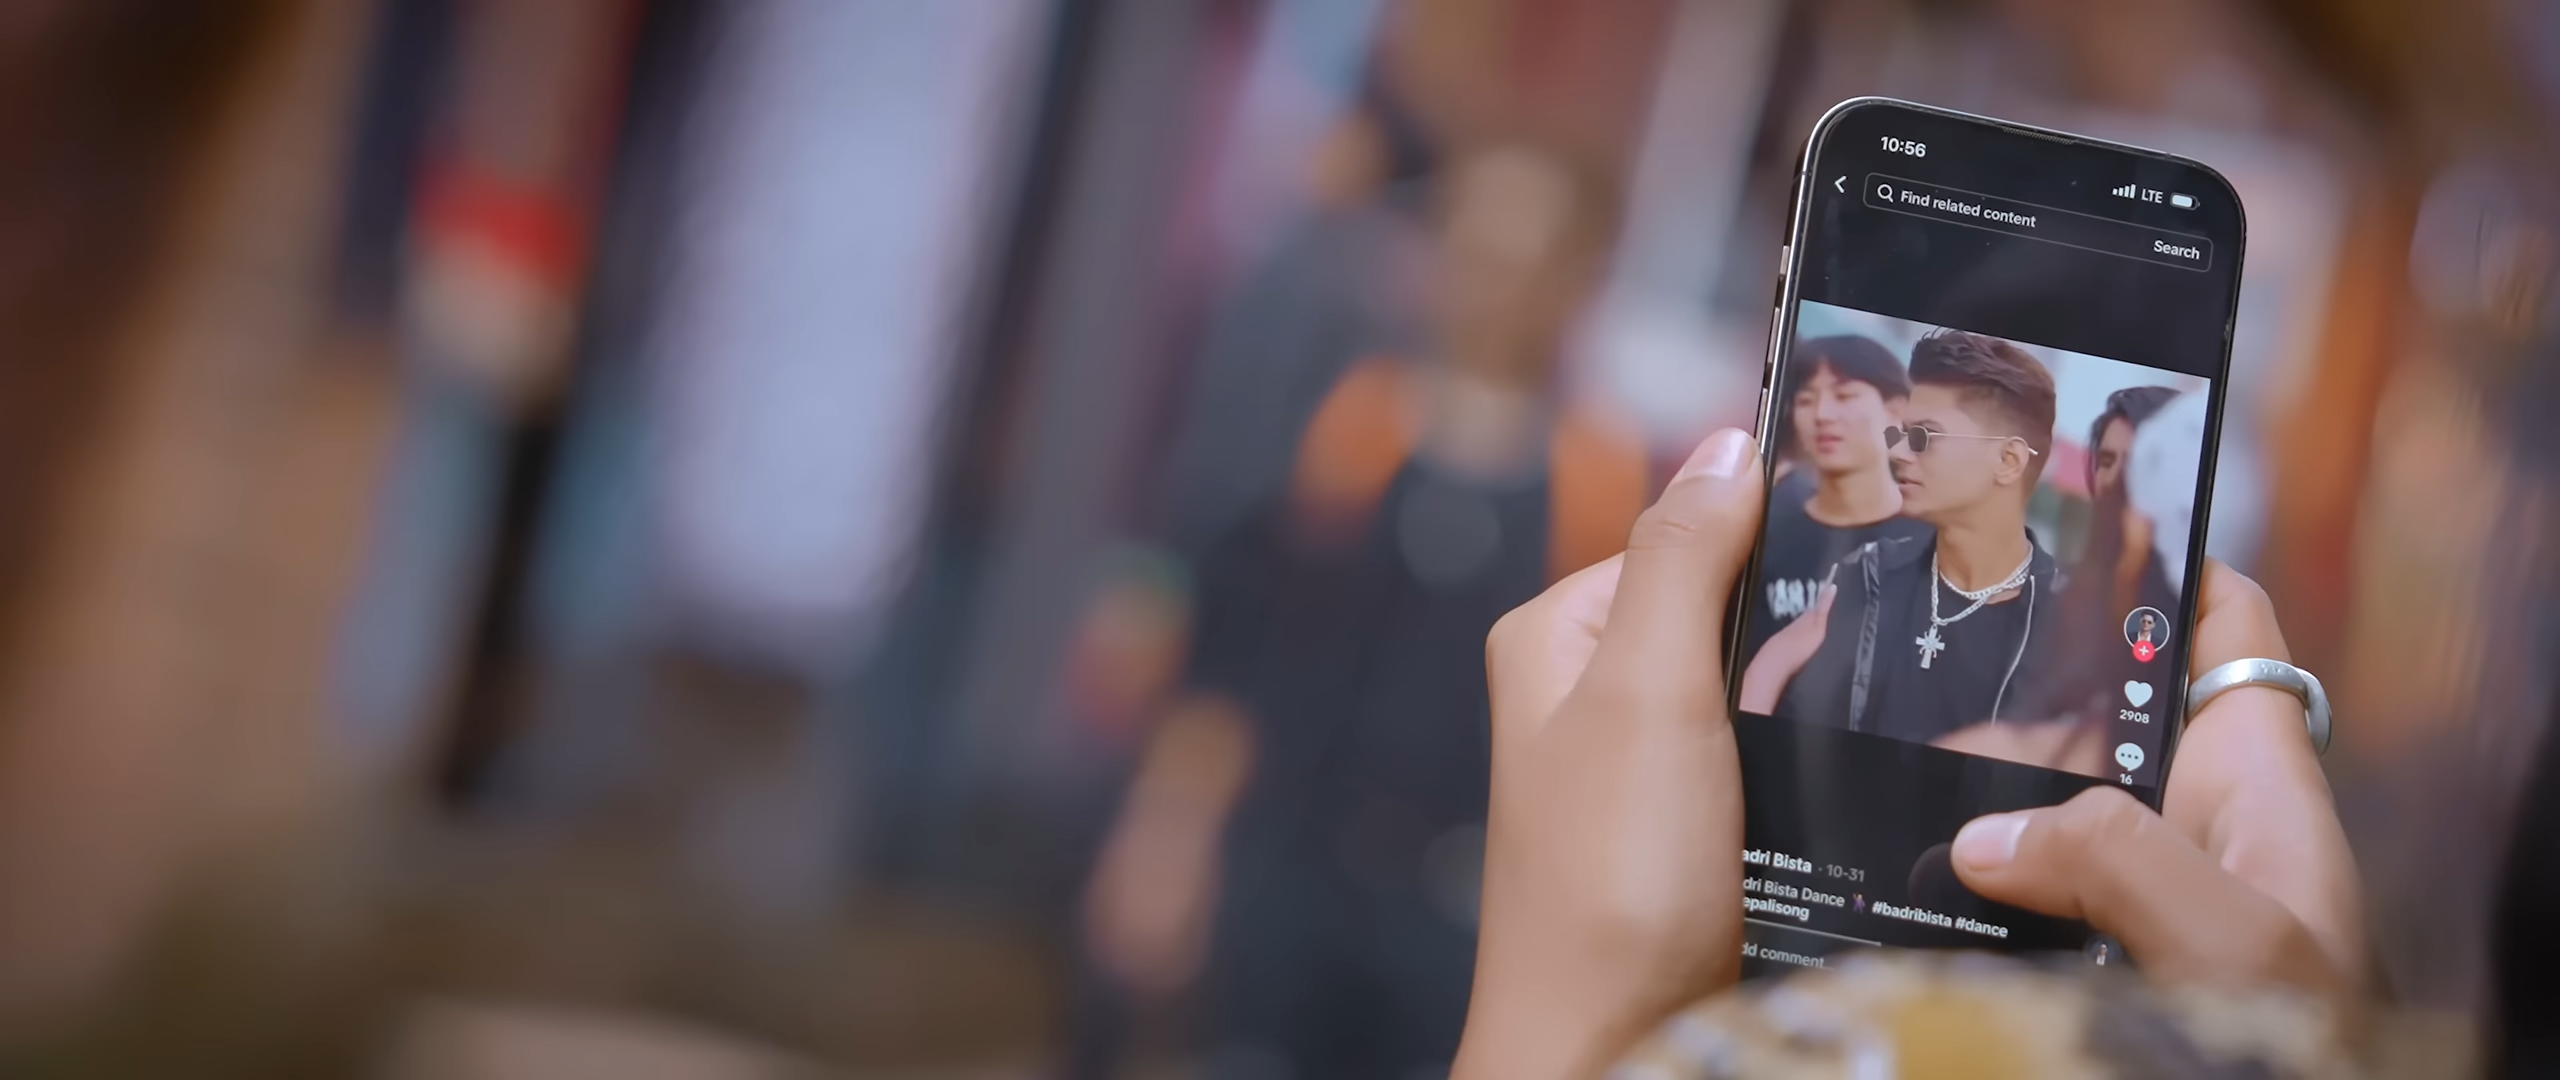 10:56
LTE
Find related content
Search
2908
16
adri Bista · 10-31
dri Bista Dance #badribista #dance
epalisong
dd comment...